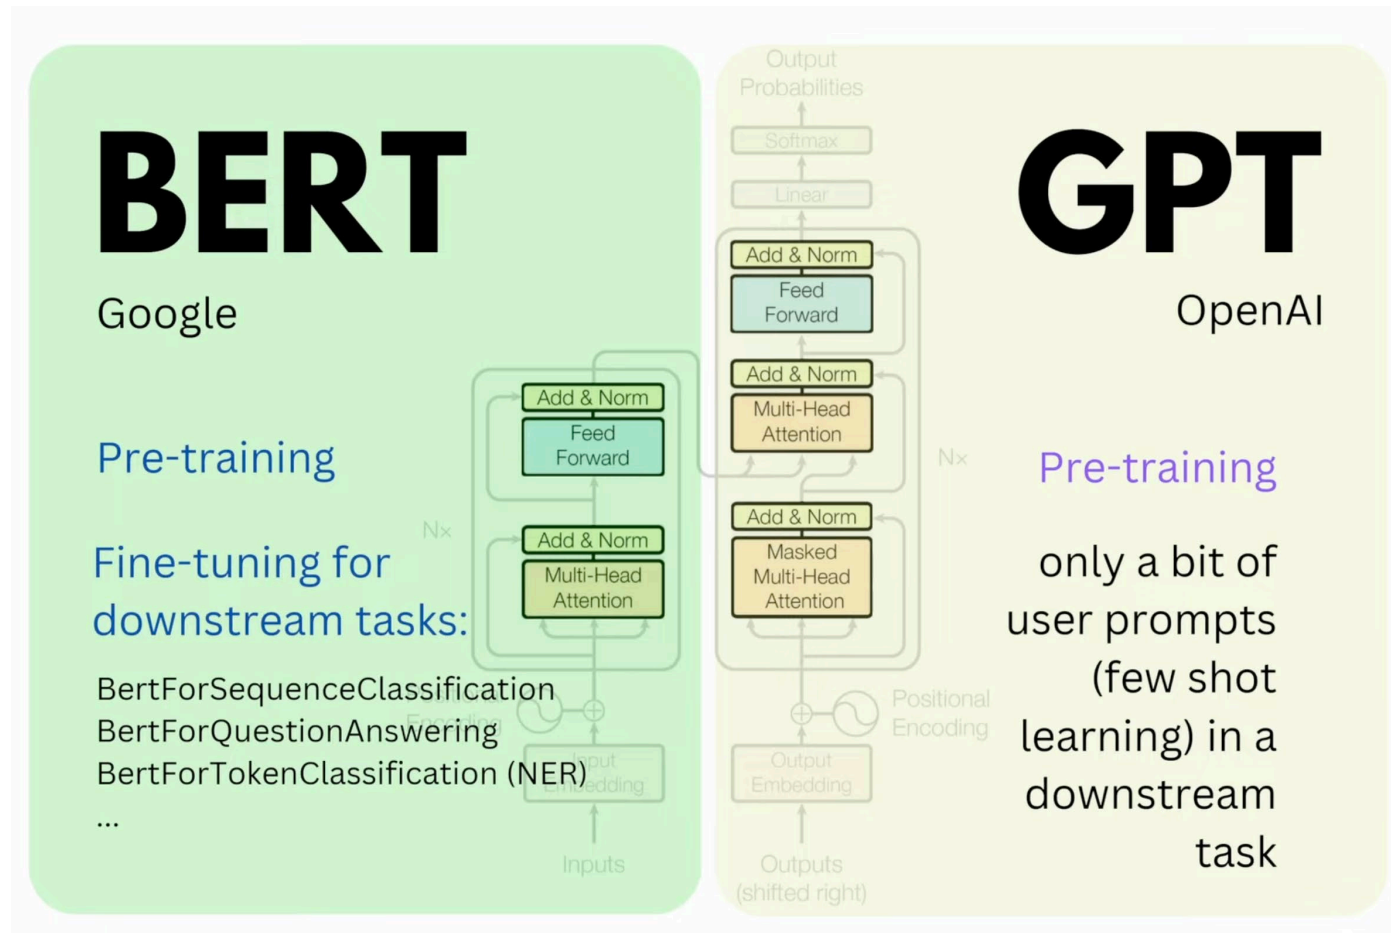 BERT
Google
Pre-training
Fine-tuning for
downstream tasks:
BertForSequenceClassification
BertForQuestionAnswering
BertForTokenClassification (NER)
...
Add & Norm
Feed
Forward
Nx
Add & Norm
Multi-Head
Attention
Positional
Encoding
Input
Embedding
Inputs
Output
Probabilities
Softmax
Linear
Add & Norm
Feed
Forward
Add & Norm
Multi-Head
Attention
Nx
Add & Norm
Masked
Multi-Head
Attention
Positional
Encoding
Output
Embedding
Outputs
(shifted right)
GPT
OpenAI
Pre-training
only a bit of
user prompts
(few shot
learning) in a
downstream
task